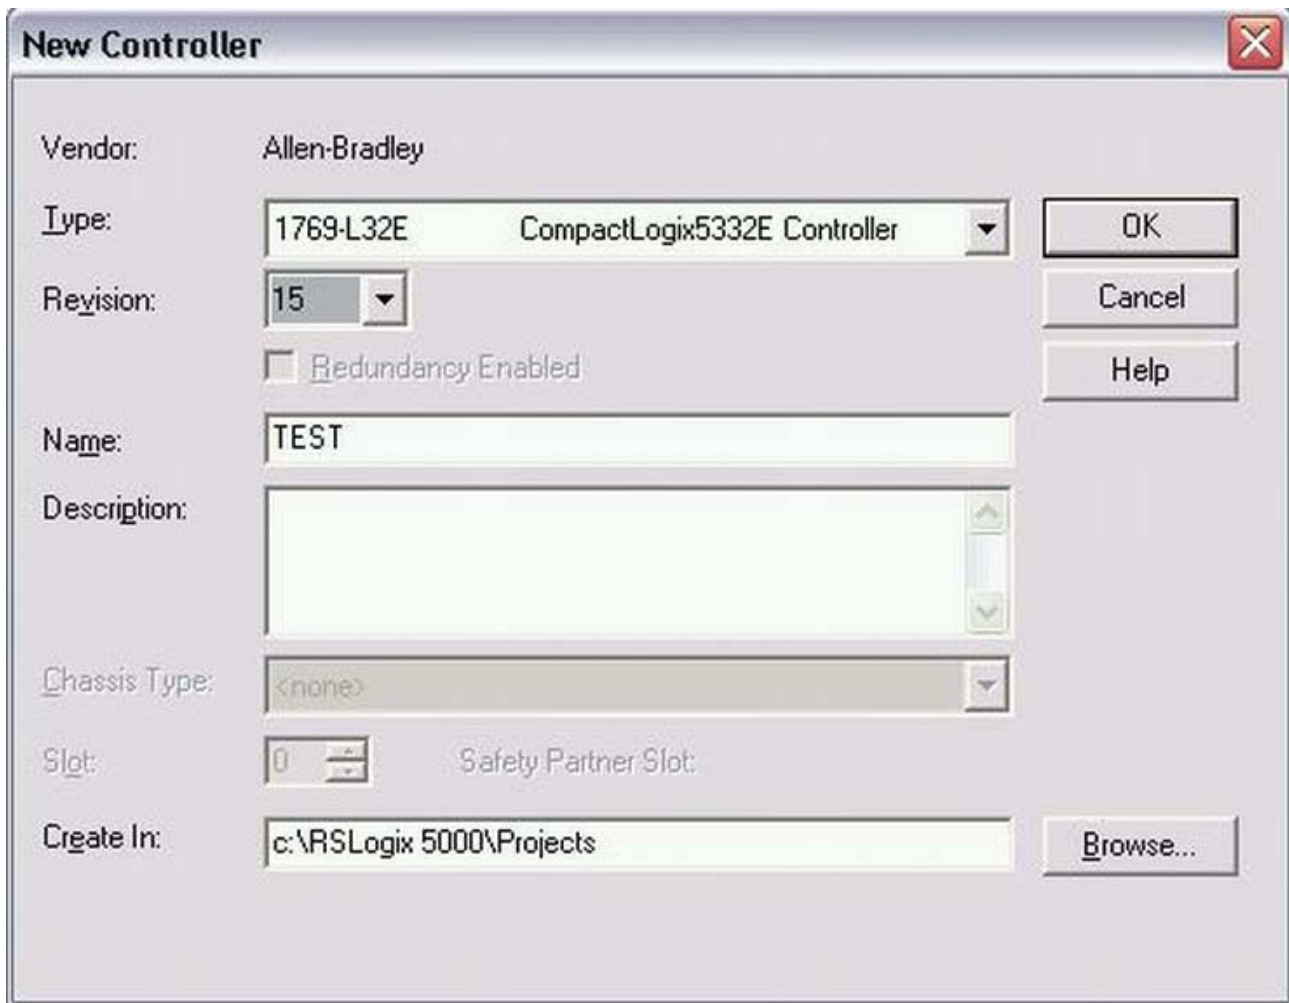 New Controller
Vendor: Allen-Bradley
Type: 1769-L32E CompactLogix5332E Controller OK
Revision: 15 Cancel
Redundancy Enabled Help
Name: TEST
Description:
Chassis Type: <none>
Slot: 0 Safety Partner Slot:
Create In: c:\RSLogix 5000\Projects Browse...